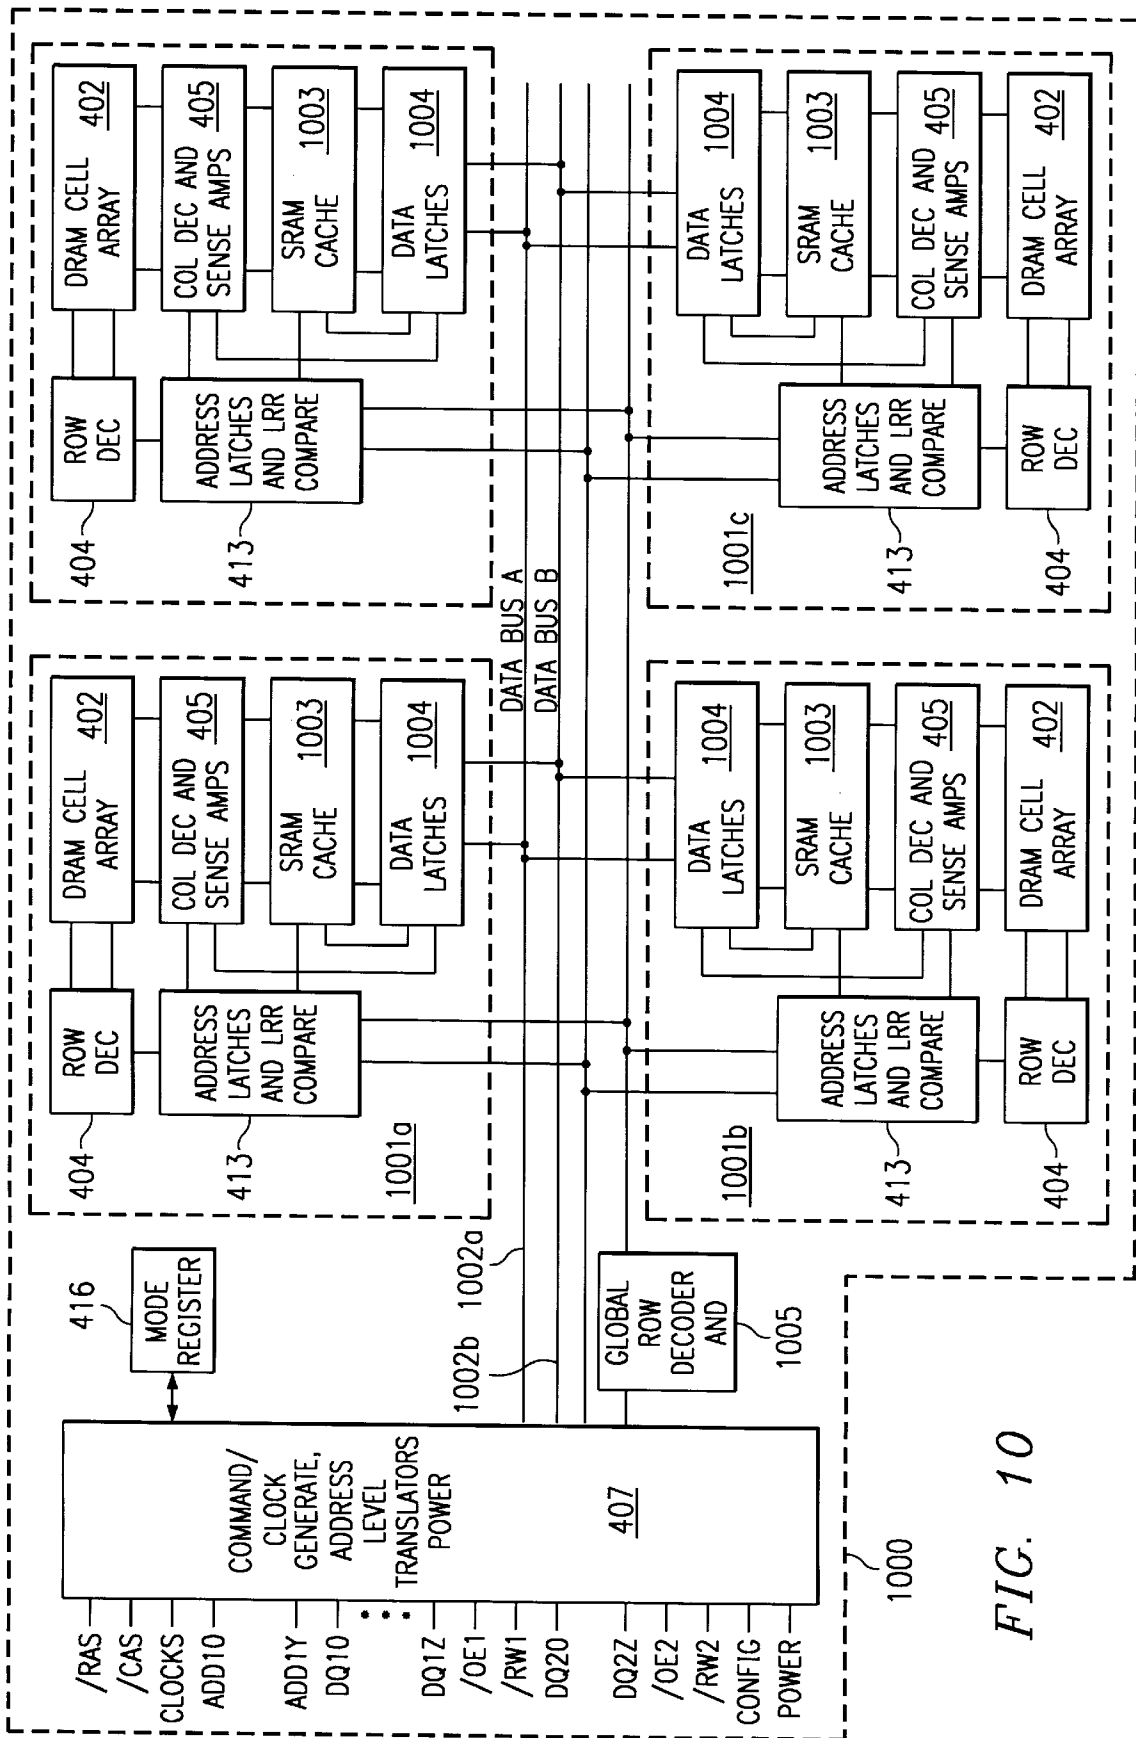 /RAS
/CAS
CLOCKS
ADD10
ADD1Y
DQ10
DQ1Z
/OE1
/RW1
DQ20
DQ2Z
/OE2
/RW2
CONFIG
POWER
COMMAND/
CLOCK
GENERATE,
ADDRESS
LEVEL
TRANSLATORS
POWER
407
1000
416
MODE
REGISTER
1002a
1002b
GLOBAL
ROW
DECODER
AND
1005
DATA BUS A
DATA BUS B
404
ROW
DEC
DRAM CELL
ARRAY
402
413
ADDRESS
LATCHES
AND LRR
COMPARE
COL DEC AND
SENSE AMPS
405
SRAM
CACHE
1003
DATA
LATCHES
1004
1001a
404
ROW
DEC
DRAM CELL
ARRAY
402
413
ADDRESS
LATCHES
AND LRR
COMPARE
COL DEC AND
SENSE AMPS
405
SRAM
CACHE
1003
DATA
LATCHES
1004
1001b
DATA
LATCHES
1004
SRAM
CACHE
1003
413
ADDRESS
LATCHES
AND LRR
COMPARE
COL DEC AND
SENSE AMPS
405
404
ROW
DEC
DRAM CELL
ARRAY
402
1001c
DATA
LATCHES
1004
SRAM
CACHE
1003
413
ADDRESS
LATCHES
AND LRR
COMPARE
COL DEC AND
SENSE AMPS
405
404
ROW
DEC
DRAM CELL
ARRAY
402
FIG. 10